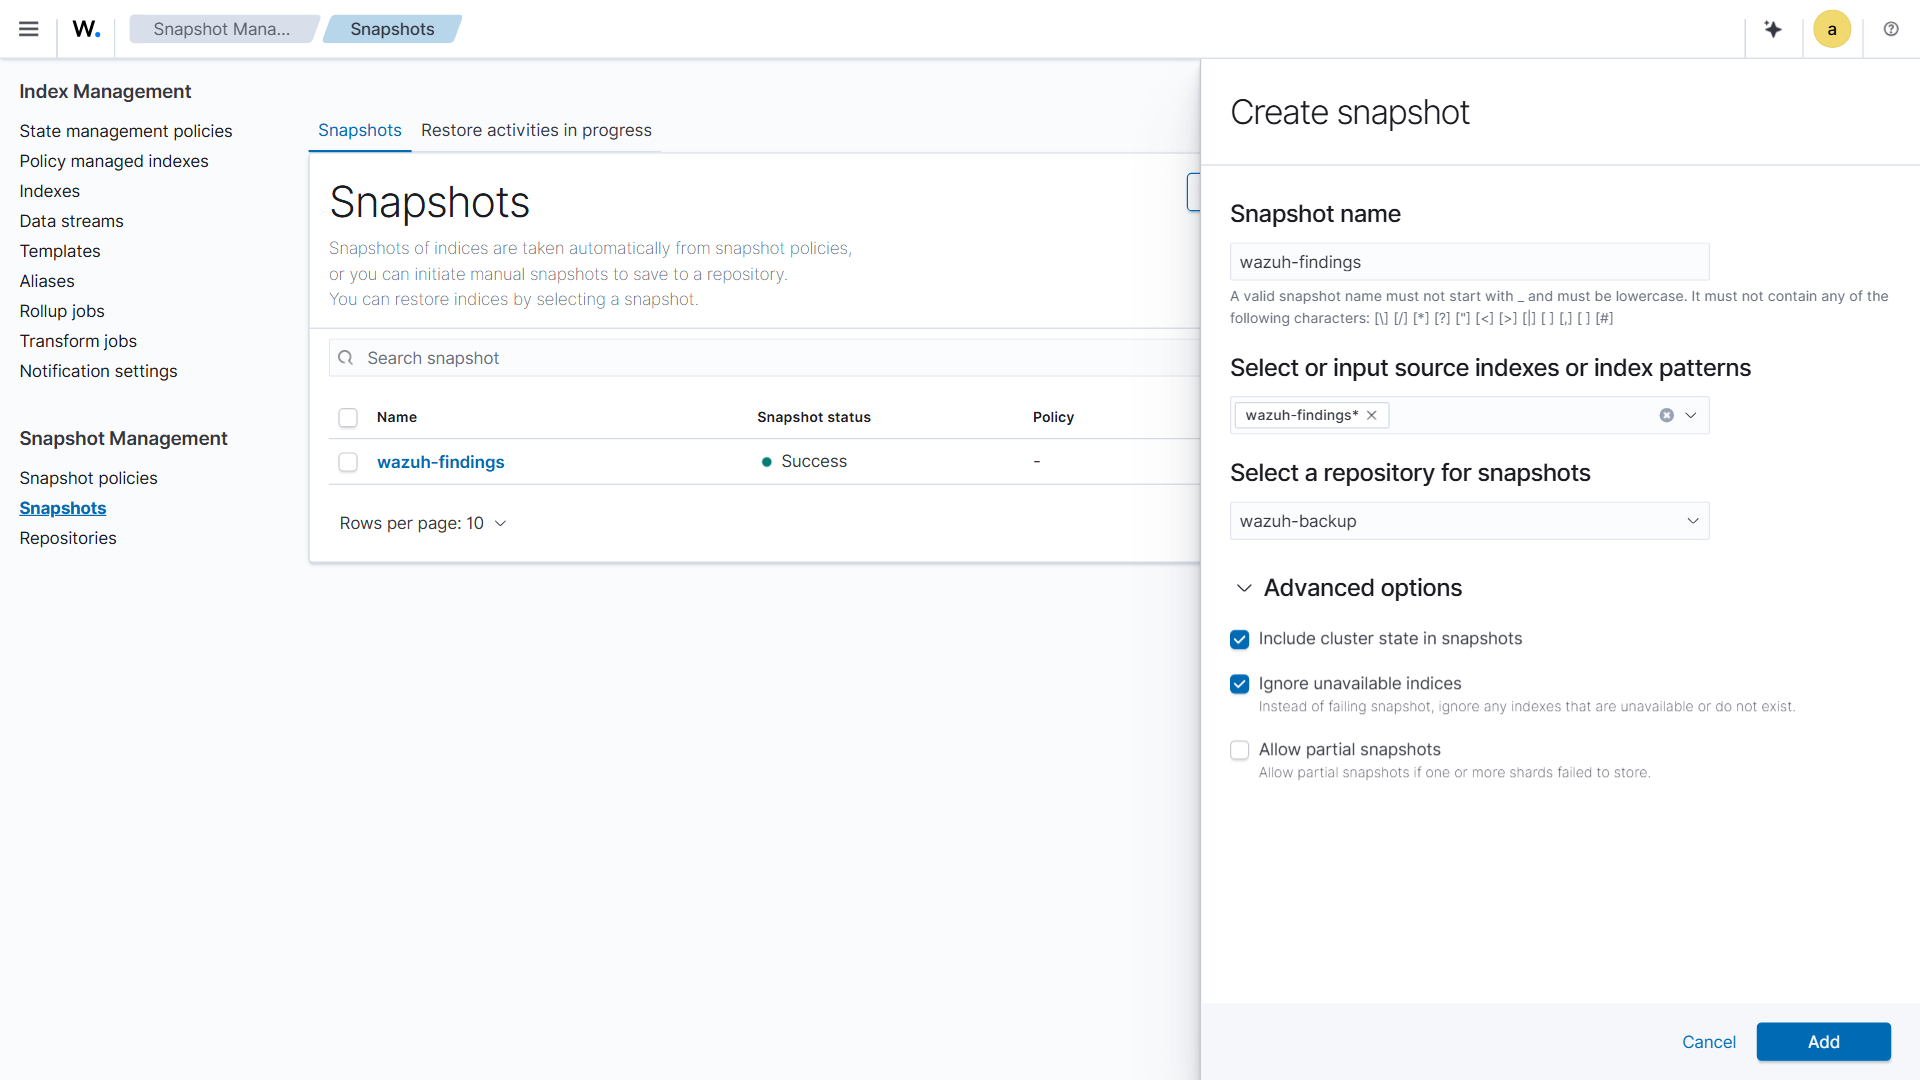 W.
Snapshot Mana...
Snapshots
a
Index Management
State management policies
Policy managed indexes
Indexes
Data streams
Templates
Aliases
Rollup jobs
Transform jobs
Notification settings
Snapshot Management
Snapshot policies
Snapshots
Repositories
Snapshots
Restore activities in progress
Snapshots
Snapshots of indices are taken automatically from snapshot policies,
or you can initiate manual snapshots to save to a repository.
You can restore indices by selecting a snapshot.
Search snapshot
Name Snapshot status Policy
wazuh-findings Success -
Rows per page: 10
Create snapshot
Snapshot name
wazuh-findings
A valid snapshot name must not start with _ and must be lowercase. It must not contain any of the
following characters: [\] [/] [*] [?] ["] [<] [>] [|] [ ] [,] [ ] [#]
Select or input source indexes or index patterns
wazuh-findings*
Select a repository for snapshots
wazuh-backup
Advanced options
Include cluster state in snapshots
Ignore unavailable indices
Instead of failing snapshot, ignore any indexes that are unavailable or do not exist.
Allow partial snapshots
Allow partial snapshots if one or more shards failed to store.
Cancel
Add